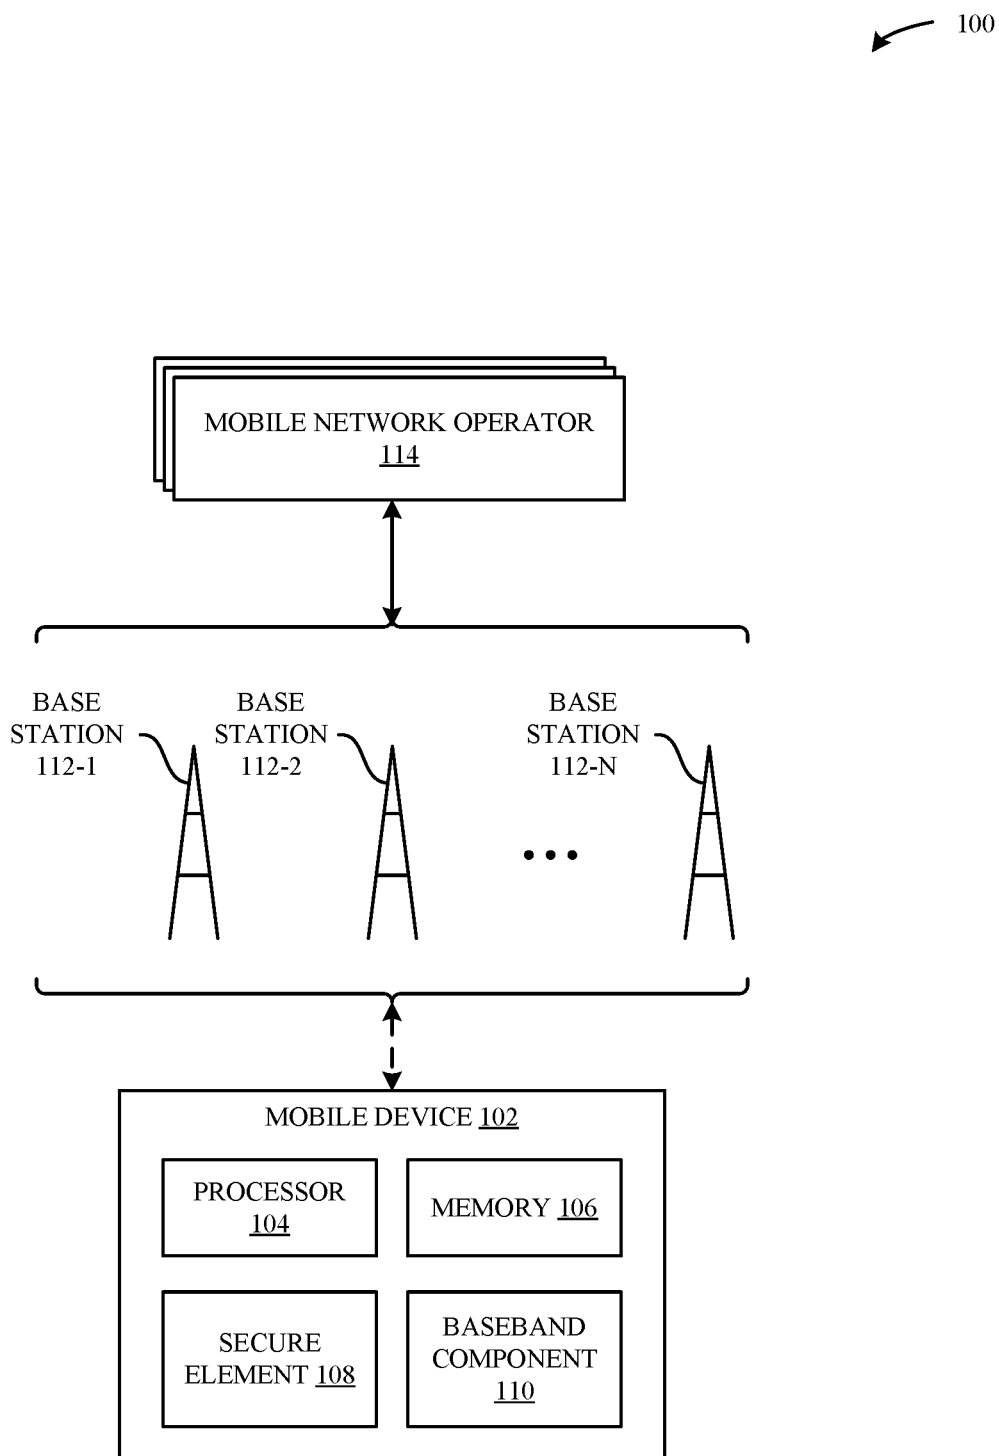 100
MOBILE NETWORK OPERATOR
114
BASE
STATION
112-1
BASE
STATION
112-2
BASE
STATION
112-N
MOBILE DEVICE 102
PROCESSOR
104
MEMORY 106
SECURE
ELEMENT 108
BASEBAND
COMPONENT
110